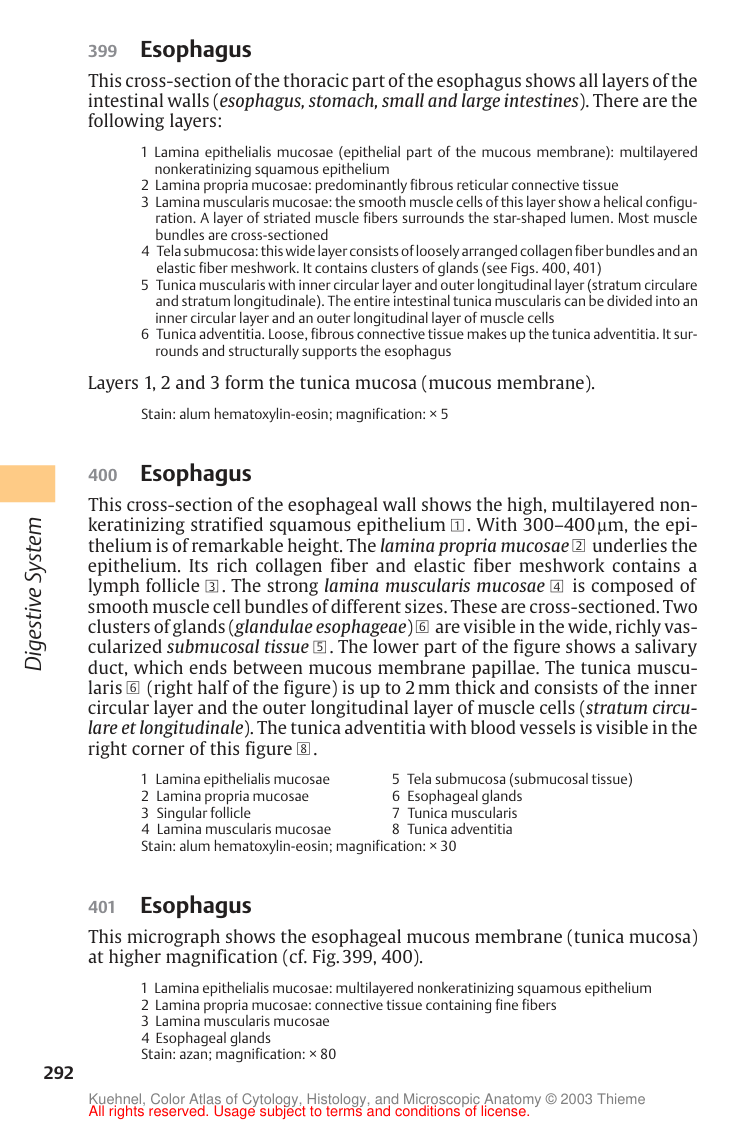 399 Esophagus
This cross-section of the thoracic part of the esophagus shows all layers of the
intestinal walls (esophagus, stomach, small and large intestines). There are the
following layers:
1 Lamina epithelialis mucosae (epithelial part of the mucous membrane): multilayered
nonkeratinizing squamous epithelium
2 Lamina propria mucosae: predominantly fibrous reticular connective tissue
3 Lamina muscularis mucosae: the smooth muscle cells of this layer show a helical configu-
ration. A layer of striated muscle fibers surrounds the star-shaped lumen. Most muscle
bundles are cross-sectioned
4 Tela submucosa: this wide layer consists of loosely arranged collagen fiber bundles and an
elastic fiber meshwork. It contains clusters of glands (see Figs. 400, 401)
5 Tunica muscularis with inner circular layer and outer longitudinal layer (stratum circulare
and stratum longitudinale). The entire intestinal tunica muscularis can be divided into an
inner circular layer and an outer longitudinal layer of muscle cells
6 Tunica adventitia. Loose, fibrous connective tissue makes up the tunica adventitia. It sur-
rounds and structurally supports the esophagus
Layers 1, 2 and 3 form the tunica mucosa (mucous membrane).
Stain: alum hematoxylin-eosin; magnification: × 5
400 Esophagus
This cross-section of the esophageal wall shows the high, multilayered non-
keratinizing stratified squamous epithelium 1 . With 300–400 µm, the epi-
thelium is of remarkable height. The lamina propria mucosae 2 underlies the
epithelium. Its rich collagen fiber and elastic fiber meshwork contains a
lymph follicle 3 . The strong lamina muscularis mucosae 4 is composed of
smooth muscle cell bundles of different sizes. These are cross-sectioned. Two
clusters of glands (glandulae esophageae) 6 are visible in the wide, richly vas-
cularized submucosal tissue 5 . The lower part of the figure shows a salivary
duct, which ends between mucous membrane papillae. The tunica muscu-
laris 6 (right half of the figure) is up to 2 mm thick and consists of the inner
circular layer and the outer longitudinal layer of muscle cells (stratum circu-
lare et longitudinale). The tunica adventitia with blood vessels is visible in the
right corner of this figure 8 .
1 Lamina epithelialis mucosae 5 Tela submucosa (submucosal tissue)
2 Lamina propria mucosae 6 Esophageal glands
3 Singular follicle 7 Tunica muscularis
4 Lamina muscularis mucosae 8 Tunica adventitia
Stain: alum hematoxylin-eosin; magnification: × 30
Digestive System
401 Esophagus
This micrograph shows the esophageal mucous membrane (tunica mucosa)
at higher magnification (cf. Fig. 399, 400).
1 Lamina epithelialis mucosae: multilayered nonkeratinizing squamous epithelium
2 Lamina propria mucosae: connective tissue containing fine fibers
3 Lamina muscularis mucosae
4 Esophageal glands
Stain: azan; magnification: × 80
292
Kuehnel, Color Atlas of Cytology, Histology, and Microscopic Anatomy © 2003 Thieme
All rights reserved. Usage subject to terms and conditions of license.